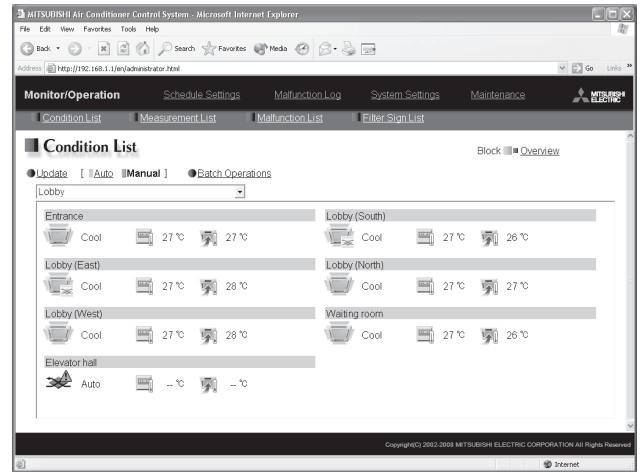 MITSUBISHI Air Conditioner Control System - Microsoft Internet Explorer
File Edit View Favorites Tools Help
Back Search Favorites Media
Address http://192.168.1.1/en/administrator.html Go Links »
Monitor/Operation Schedule Settings Malfunction Log System Settings Maintenance MITSUBISHI ELECTRIC
Condition List Measurement List Malfunction List Filter Sign List
Condition List Block Overview
Update [ Auto Manual ] Batch Operations
Lobby
Entrance Lobby (South)
Cool 27 °C 27 °C Cool 27 °C 26 °C
Lobby (East) Lobby (North)
Cool 27 °C 28 °C Cool 27 °C 27 °C
Lobby (West) Waiting room
Cool 27 °C 28 °C Cool 27 °C 26 °C
Elevator hall
Auto -- °C -- °C
Copyright(C) 2002-2008 MITSUBISHI ELECTRIC CORPORATION All Rights Reserved
Internet